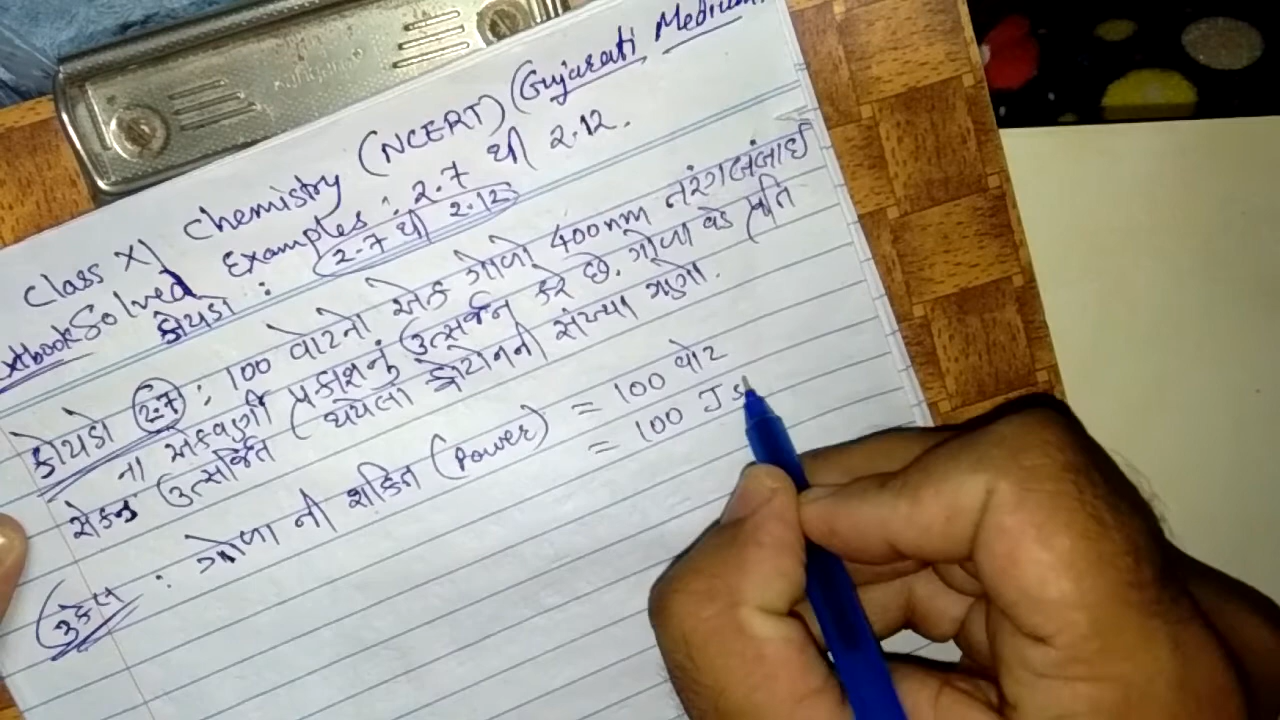 Class XI Chemistry (NCERT) (Gujarati Medium.
xtbook Solved Examples : 2.7 થી 2.12.
કોયડો : 2.7 થી 2.12
કોયડો 2.7 : 100 વોટનો એક ગોળો 400nm તરંગલંબાઈ
ના એકવર્ણી પ્રકાશનું ઉત્સર્જન કરે છે. ગોળા વડે પ્રતિ
સેકન્ડ ઉત્સર્જિત થયેલા ફોટોનની સંખ્યા ગણો.
ઉકેલ : ગોળા ની શક્તિ (Power) = 100 વોટ
= 100 J s